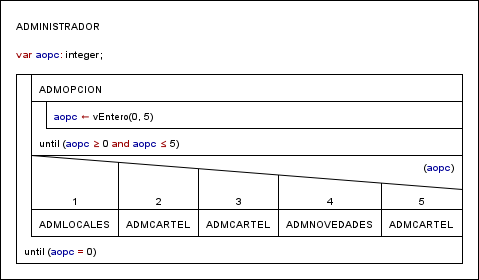 ADMINISTRADOR
var aopc: integer;
ADMOPCION
aopc ← vEntero(0, 5)
until (aopc ≥ 0 and aopc ≤ 5)
(aopc)
1 2 3 4 5
ADMLOCALES ADMCARTEL ADMCARTEL ADMNOVEDADES ADMCARTEL
until (aopc = 0)